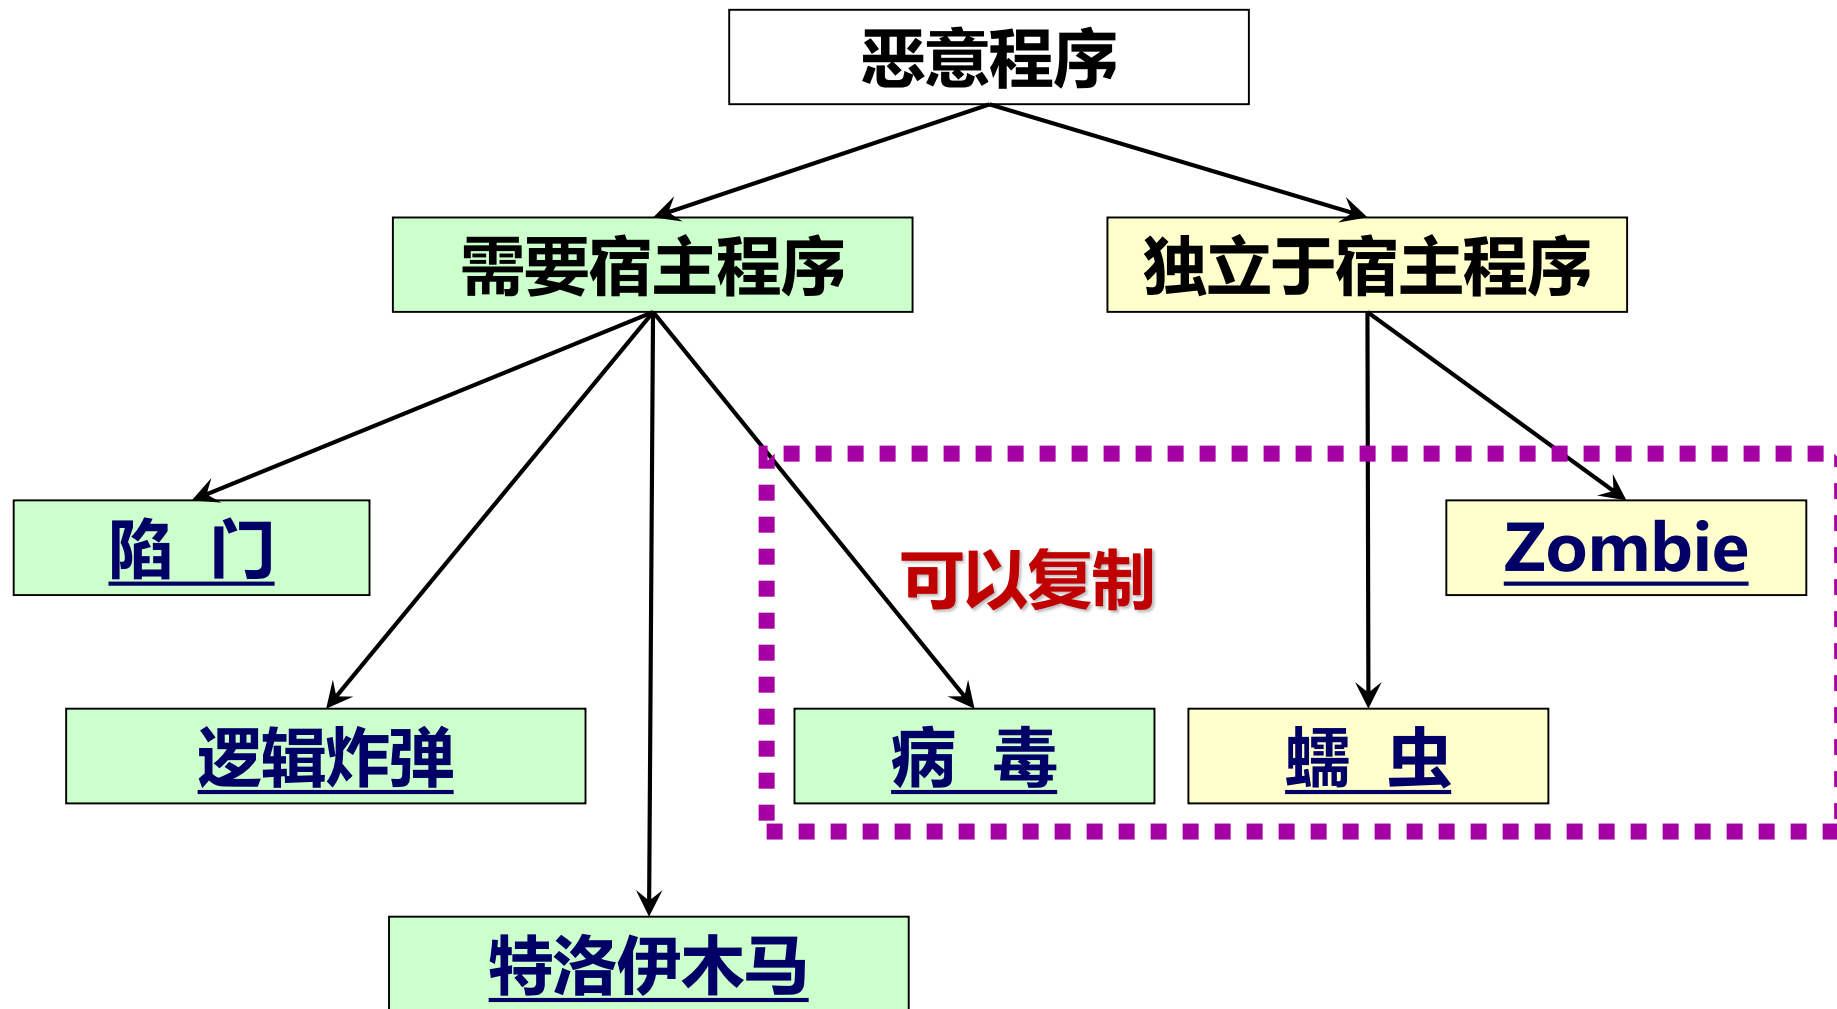 恶意程序
需要宿主程序
独立于宿主程序
陷 门
可以复制
Zombie
逻辑炸弹
病 毒
蠕 虫
特洛伊木马